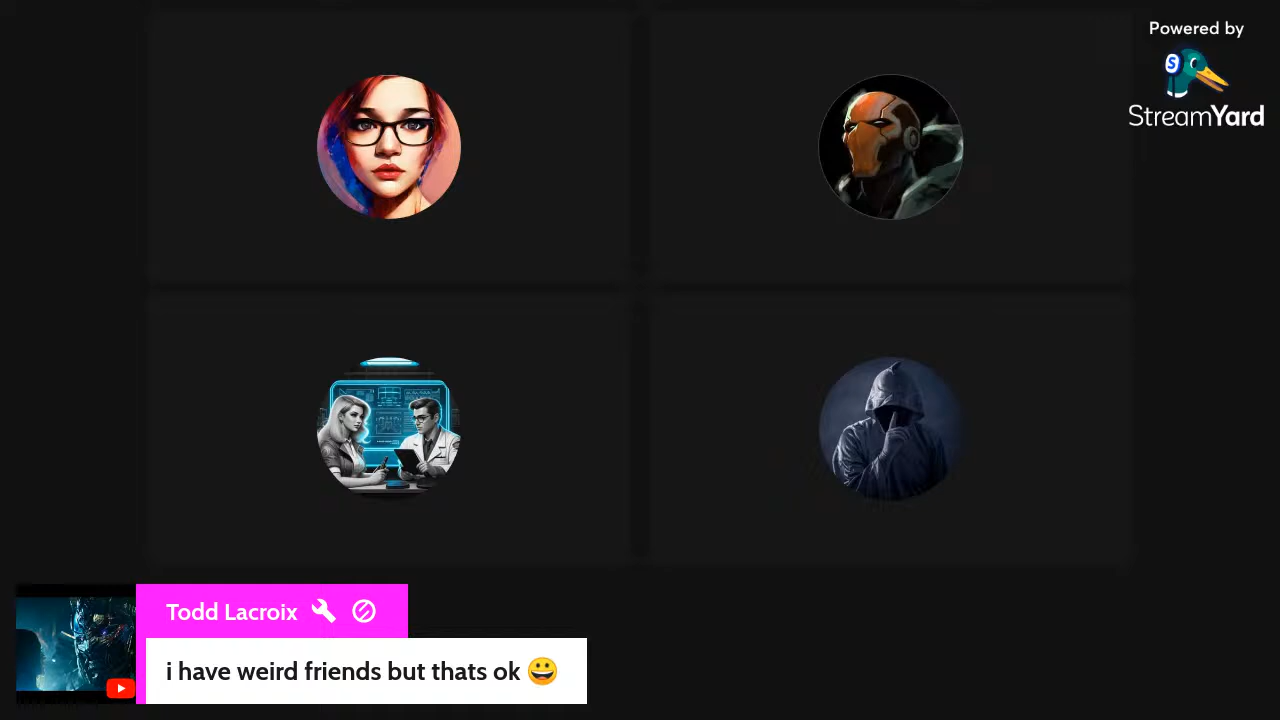 Powered by
StreamYard
Todd Lacroix
i have weird friends but thats ok 😀